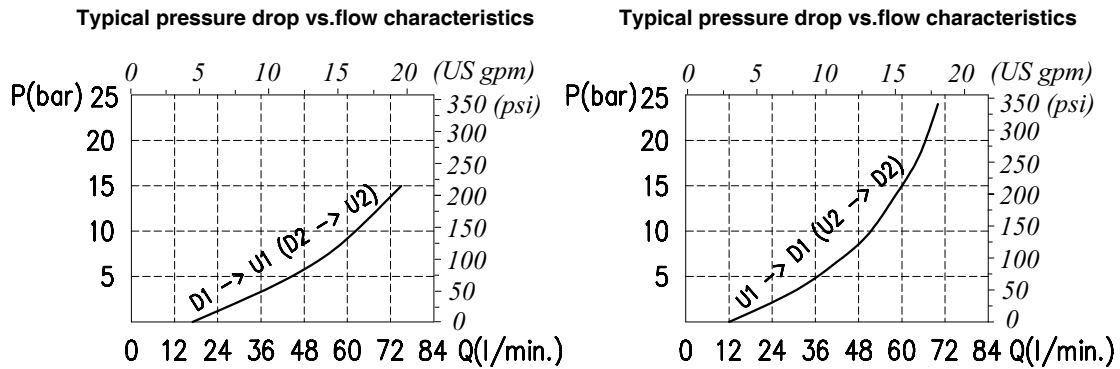 Typical pressure drop vs.flow characteristics
0 5 10 15 20 (US gpm)
P(bar) 25 20 15 10 5
350 (psi) 300 250 200 150 100 50 0
D1 -> U1 (D2 -> U2)
0 12 24 36 48 60 72 84 Q(l/min.)
Typical pressure drop vs.flow characteristics
0 5 10 15 20 (US gpm)
P(bar) 25 20 15 10 5
350 (psi) 300 250 200 150 100 50 0
U1 -> D1 (U2 -> D2)
0 12 24 36 48 60 72 84 Q(l/min.)